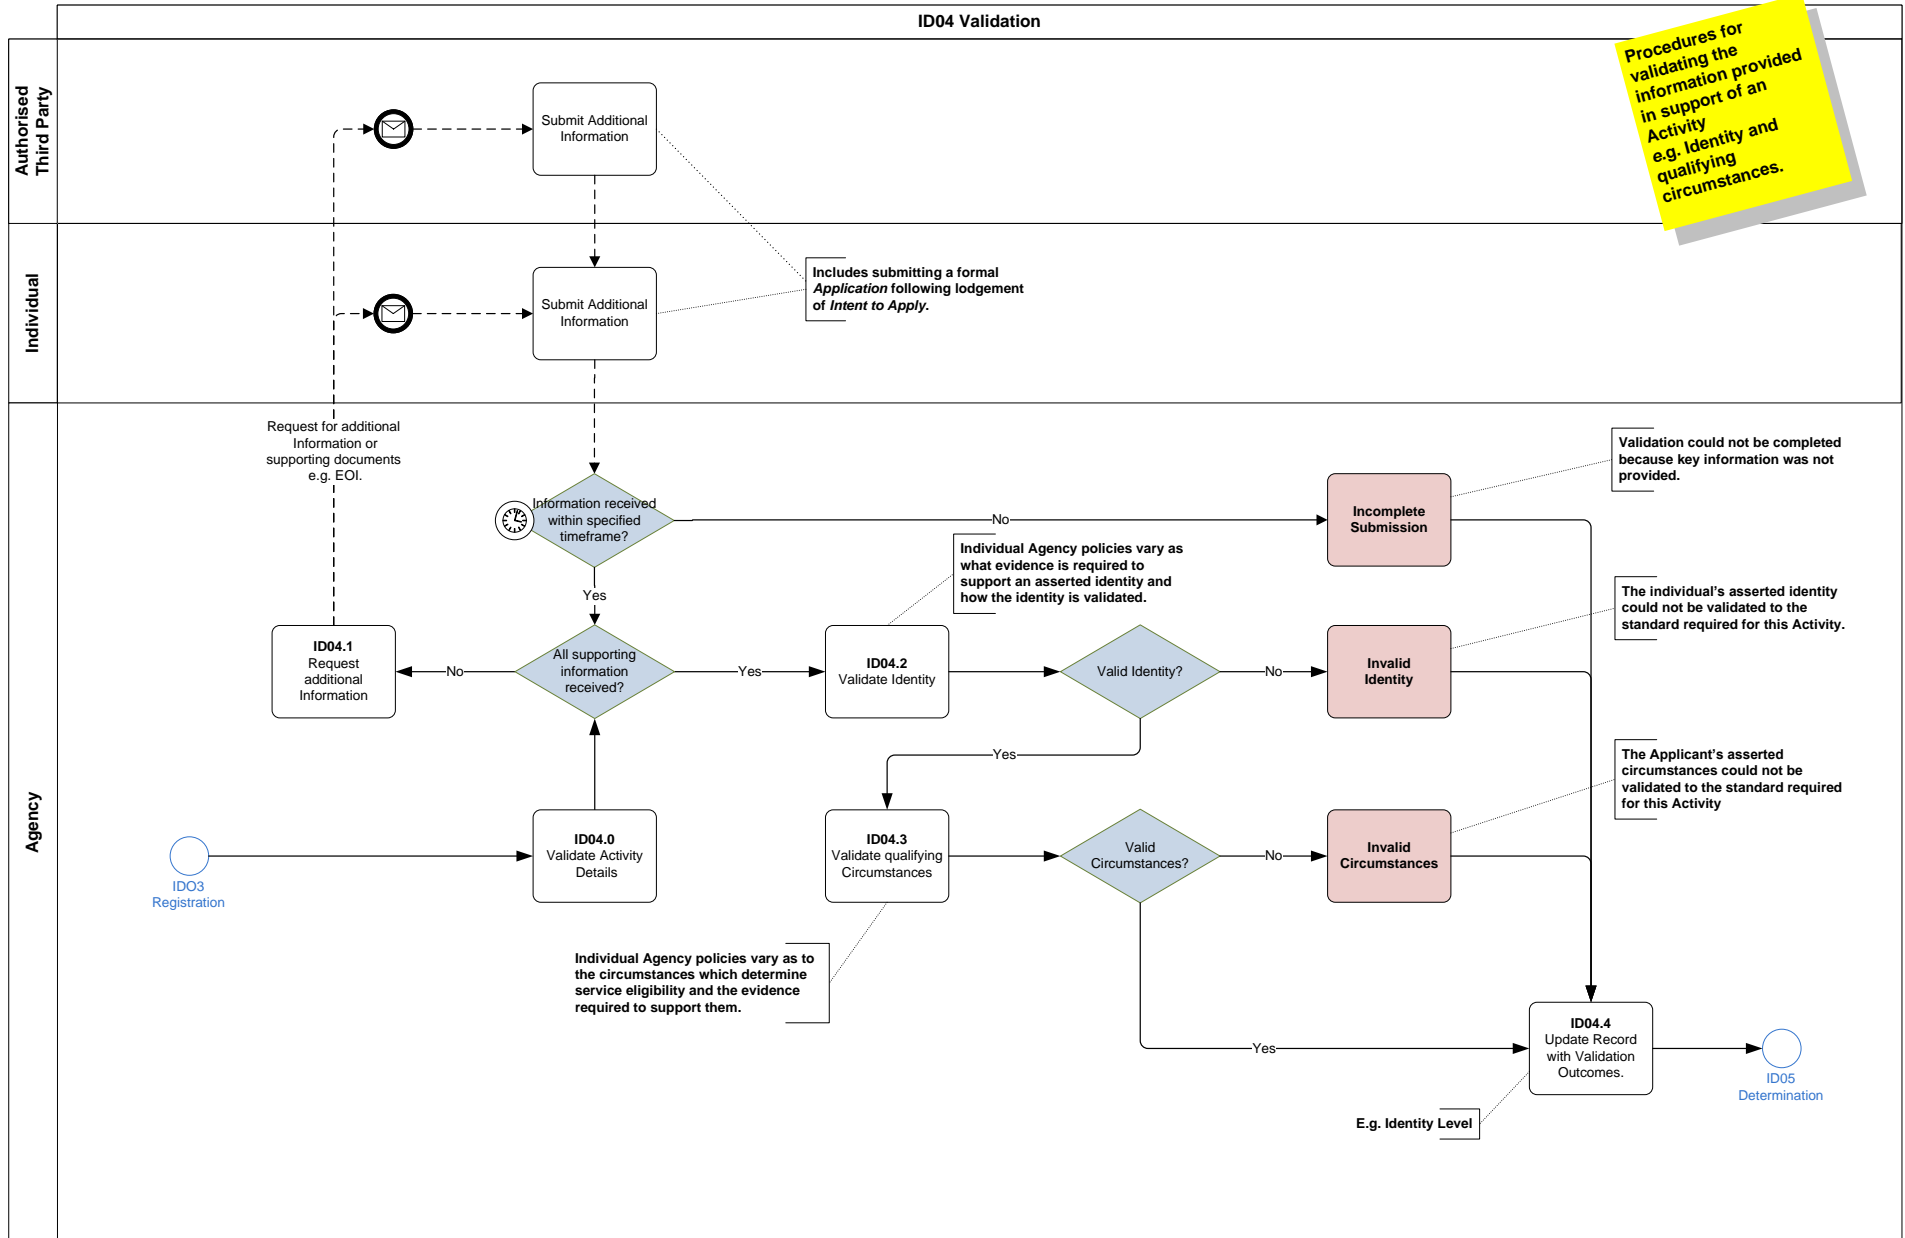 ID04 Validation
Procedures for
validating the
information provided
in support of an
Activity
e.g. Identity and
qualifying
circumstances.
Authorised
Third Party
Submit Additional
Information
Individual
Submit Additional
Information
Includes submitting a formal
Application following lodgement
of Intent to Apply.
Agency
Request for additional
Information or
supporting documents
e.g. EOI.
Information received
within specified
timeframe?
No
Incomplete
Submission
Validation could not be completed
because key information was not
provided.
Yes
Individual Agency policies vary as
what evidence is required to
support an asserted identity and
how the identity is validated.
The individual's asserted identity
could not be validated to the
standard required for this Activity.
ID04.1
Request
additional
Information
No
All supporting
information
received?
Yes
ID04.2
Validate Identity
Valid Identity?
No
Invalid
Identity
Yes
The Applicant's asserted
circumstances could not be
validated to the standard required
for this Activity
IDO3
Registration
ID04.0
Validate Activity
Details
ID04.3
Validate qualifying
Circumstances
Valid
Circumstances?
No
Invalid
Circumstances
Individual Agency policies vary as to
the circumstances which determine
service eligibility and the evidence
required to support them.
Yes
ID04.4
Update Record
with Validation
Outcomes.
ID05
Determination
E.g. Identity Level